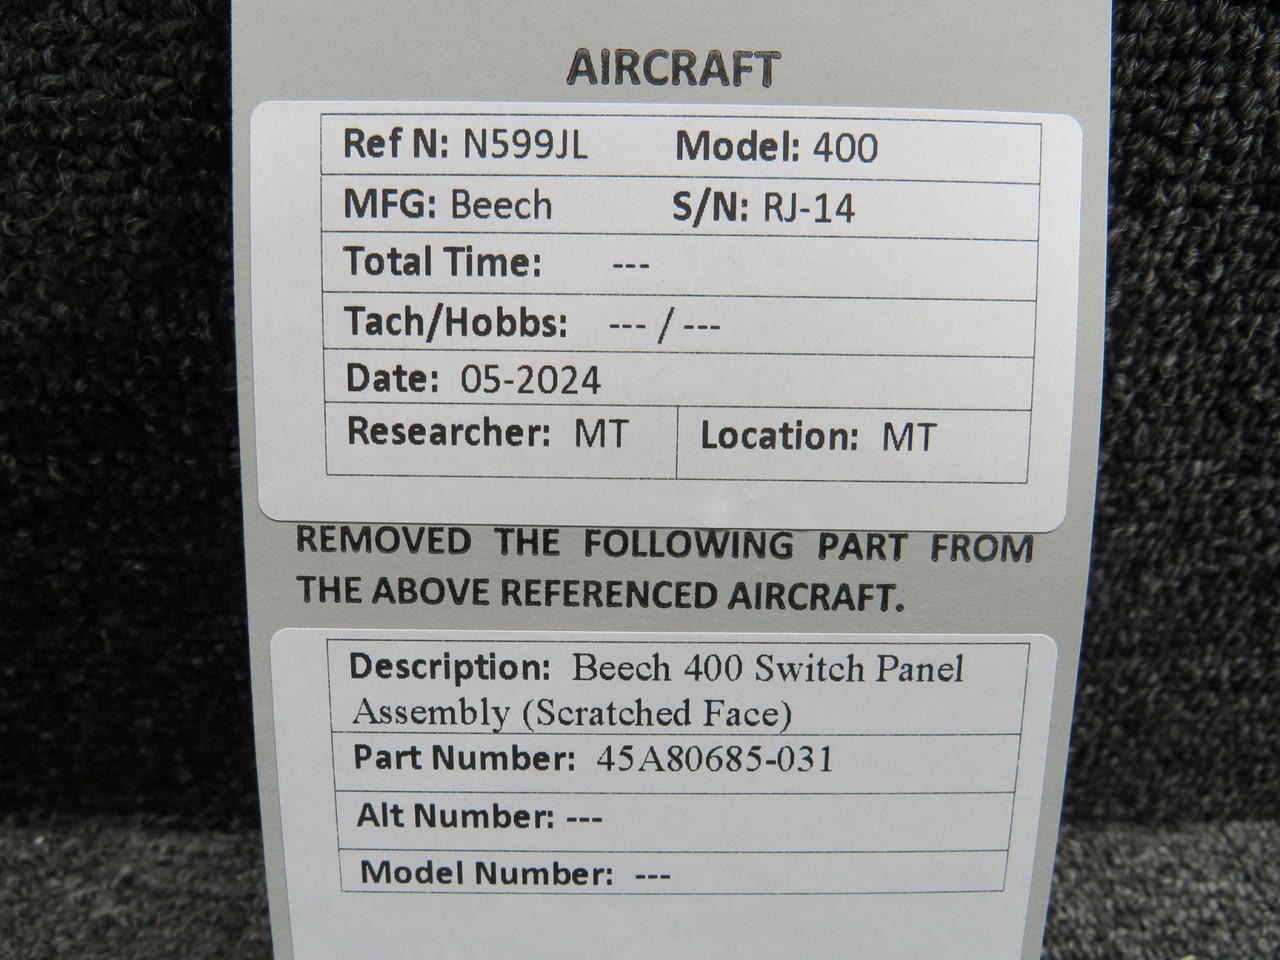 AIRCRAFT
Ref N: N599JL Model: 400
MFG: Beech S/N: RJ-14
Total Time: ---
Tach/Hobbs: --- / ---
Date: 05-2024
Researcher: MT Location: MT
REMOVED THE FOLLOWING PART FROM
THE ABOVE REFERENCED AIRCRAFT.
Description: Beech 400 Switch Panel
Assembly (Scratched Face)
Part Number: 45A80685-031
Alt Number: ---
Model Number: ---